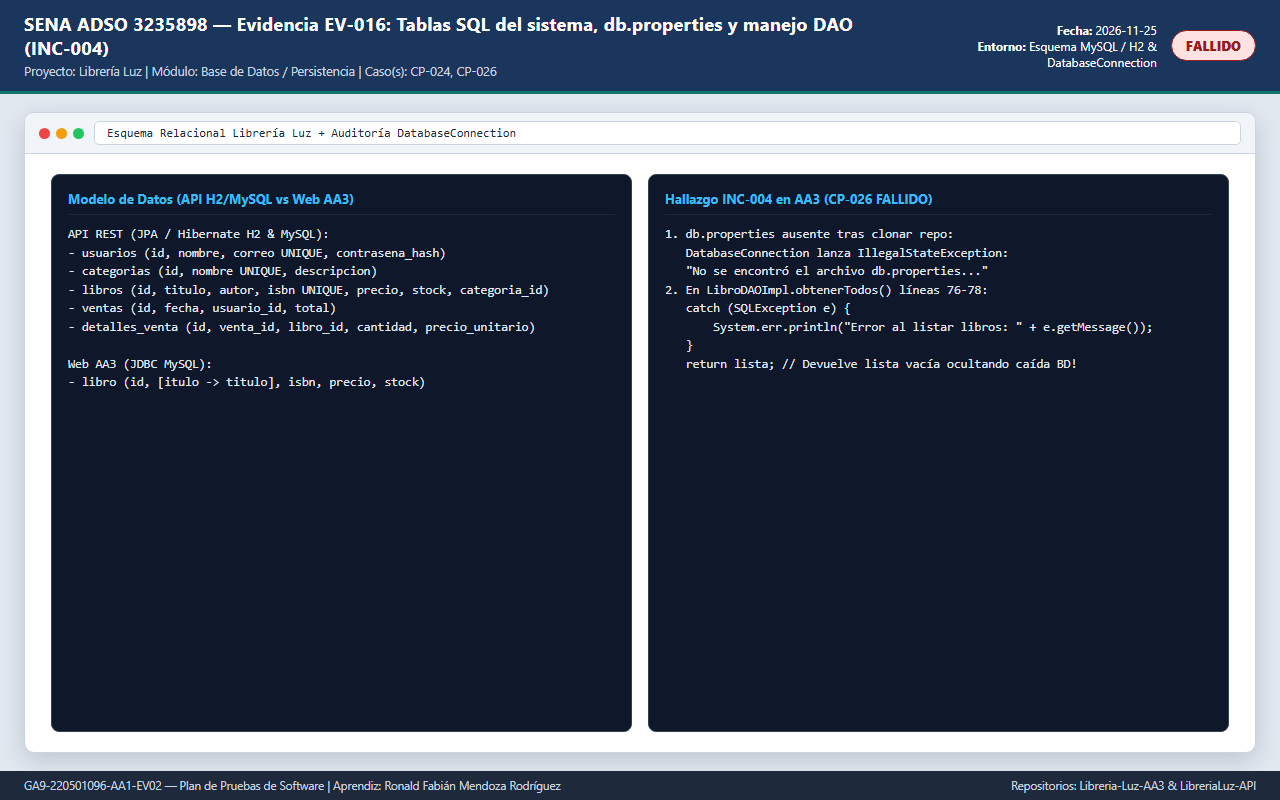 SENA ADSO 3235898 — Evidencia EV-016: Tablas SQL del sistema, db.properties y manejo DAO
(INC-004)
Proyecto: Librería Luz | Módulo: Base de Datos / Persistencia | Caso(s): CP-024, CP-026
Fecha: 2026-11-25
Entorno: Esquema MySQL / H2 &
DatabaseConnection
FALLIDO
Esquema Relacional Librería Luz + Auditoría DatabaseConnection
Modelo de Datos (API H2/MySQL vs Web AA3)
API REST (JPA / Hibernate H2 & MySQL):
- usuarios (id, nombre, correo UNIQUE, contrasena_hash)
- categorias (id, nombre UNIQUE, descripcion)
- libros (id, titulo, autor, isbn UNIQUE, precio, stock, categoria_id)
- ventas (id, fecha, usuario_id, total)
- detalles_venta (id, venta_id, libro_id, cantidad, precio_unitario)
Web AA3 (JDBC MySQL):
- libro (id, [itulo -> titulo], isbn, precio, stock)
Hallazgo INC-004 en AA3 (CP-026 FALLIDO)
1. db.properties ausente tras clonar repo:
DatabaseConnection lanza IllegalStateException:
"No se encontró el archivo db.properties..."
2. En LibroDAOImpl.obtenerTodos() líneas 76-78:
catch (SQLException e) {
System.err.println("Error al listar libros: " + e.getMessage());
}
return lista; // Devuelve lista vacía ocultando caída BD!
GA9-220501096-AA1-EV02 — Plan de Pruebas de Software | Aprendiz: Ronald Fabián Mendoza Rodríguez
Repositorios: Libreria-Luz-AA3 & LibreriaLuz-API